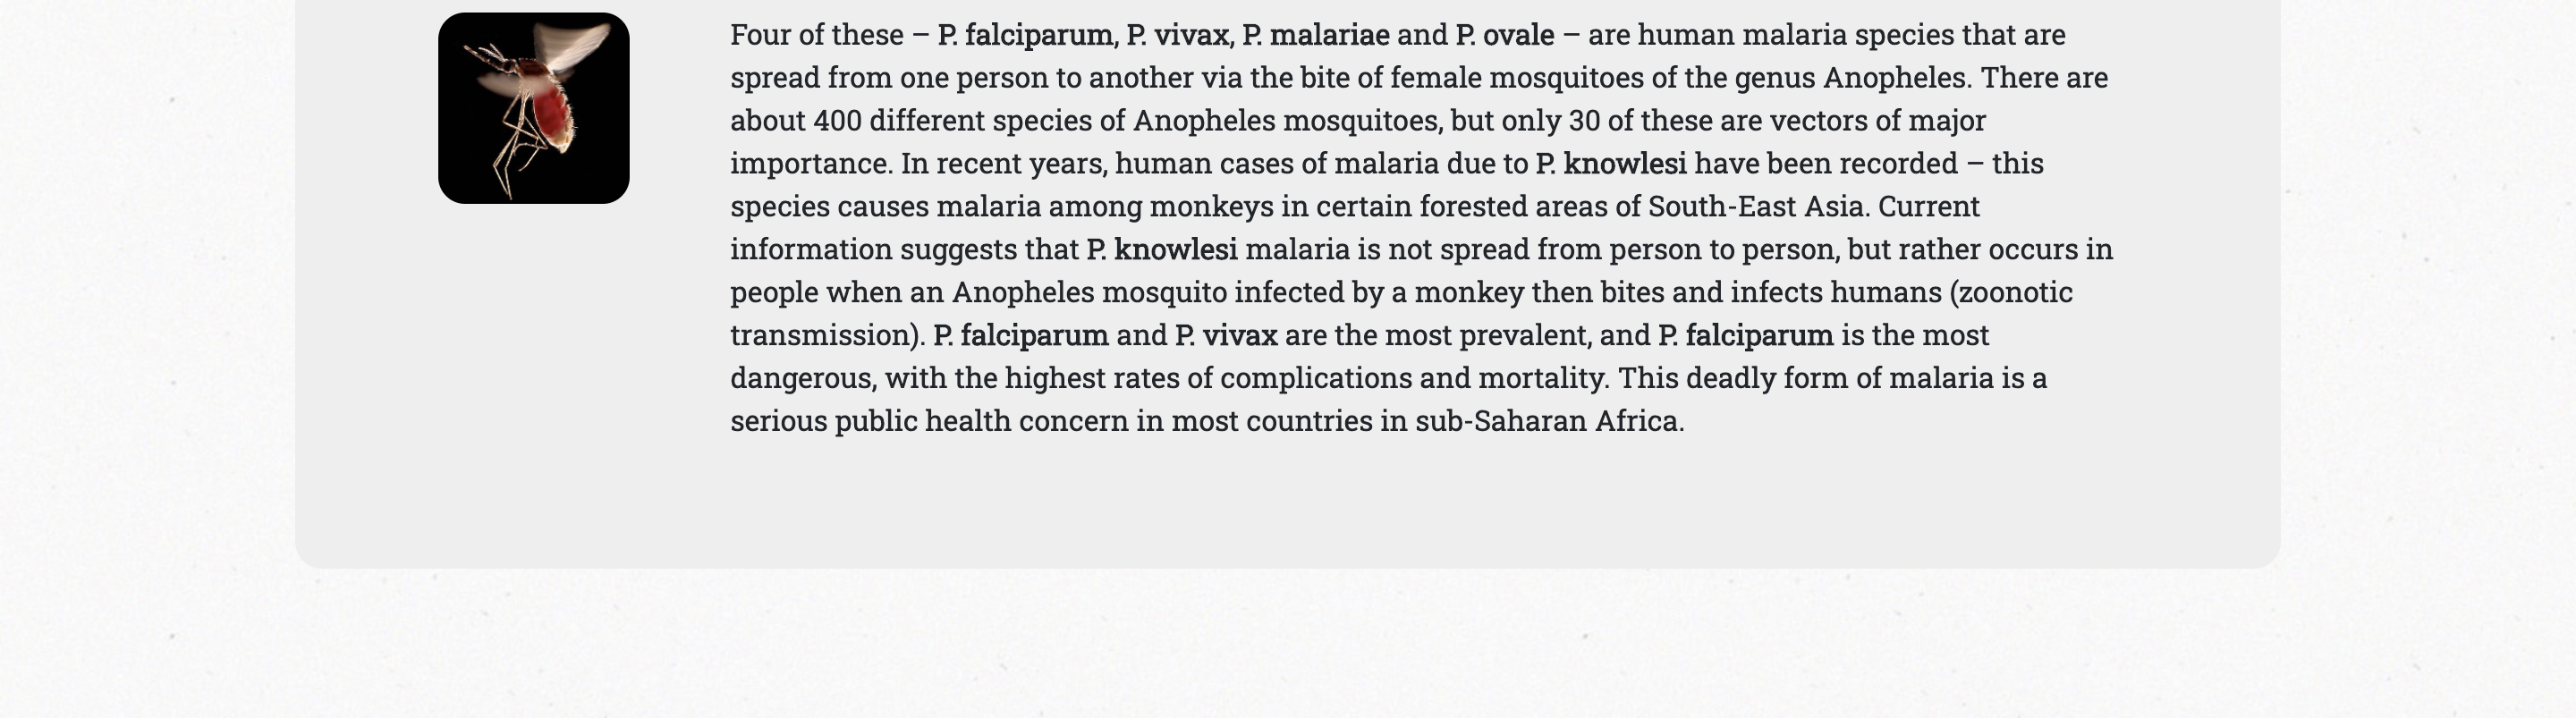 Four of these – P. falciparum, P. vivax, P. malariae and P. ovale – are human malaria species that are
spread from one person to another via the bite of female mosquitoes of the genus Anopheles. There are
about 400 different species of Anopheles mosquitoes, but only 30 of these are vectors of major
importance. In recent years, human cases of malaria due to P. knowlesi have been recorded – this
species causes malaria among monkeys in certain forested areas of South-East Asia. Current
information suggests that P. knowlesi malaria is not spread from person to person, but rather occurs in
people when an Anopheles mosquito infected by a monkey then bites and infects humans (zoonotic
transmission). P. falciparum and P. vivax are the most prevalent, and P. falciparum is the most
dangerous, with the highest rates of complications and mortality. This deadly form of malaria is a
serious public health concern in most countries in sub-Saharan Africa.